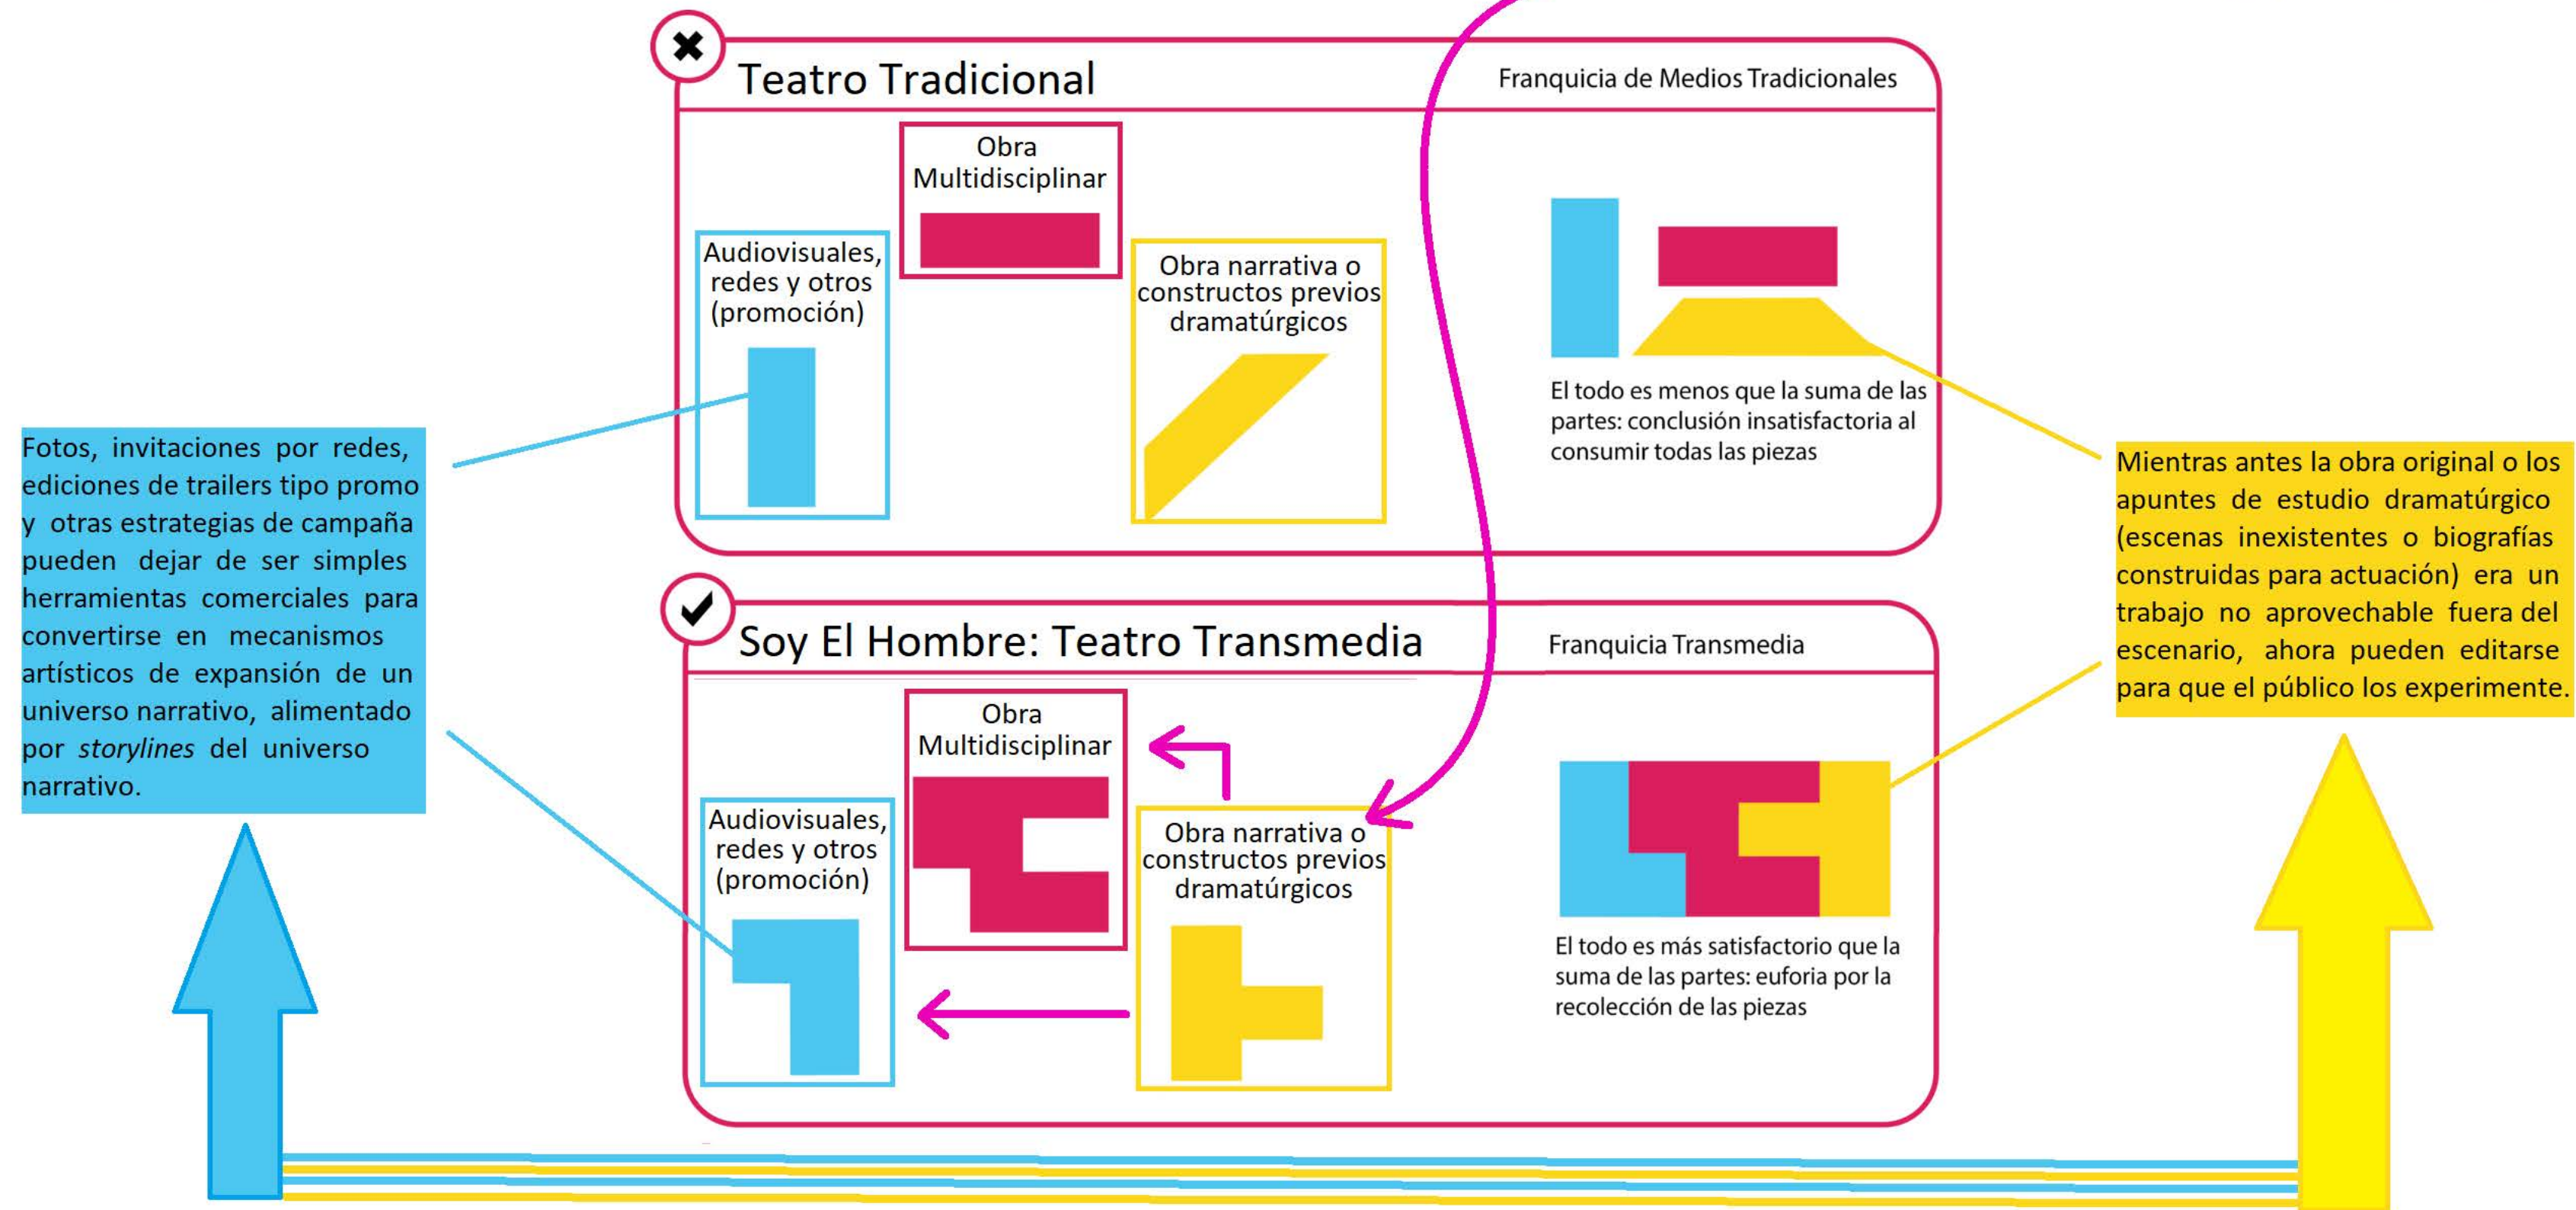 Teatro Tradicional
Franquicia de Medios Tradicionales
Obra
Multidisciplinar
Audiovisuales,
redes y otros
(promoción)
Obra narrativa o
constructos previos
dramatúrgicos
El todo es menos que la suma de las
partes: conclusión insatisfactoria al
consumir todas las piezas
Fotos, invitaciones por redes,
ediciones de trailers tipo promo
y otras estrategias de campaña
pueden dejar de ser simples
herramientas comerciales para
convertirse en mecanismos
artísticos de expansión de un
universo narrativo, alimentado
por storylines del universo
narrativo.
Mientras antes la obra original o los
apuntes de estudio dramatúrgico
(escenas inexistentes o biografías
construidas para actuación) era un
trabajo no aprovechable fuera del
escenario, ahora pueden editarse
para que el público los experimente.
Soy El Hombre: Teatro Transmedia
Franquicia Transmedia
Obra
Multidisciplinar
Audiovisuales,
redes y otros
(promoción)
Obra narrativa o
constructos previos
dramatúrgicos
El todo es más satisfactorio que la
suma de las partes: euforia por la
recolección de las piezas